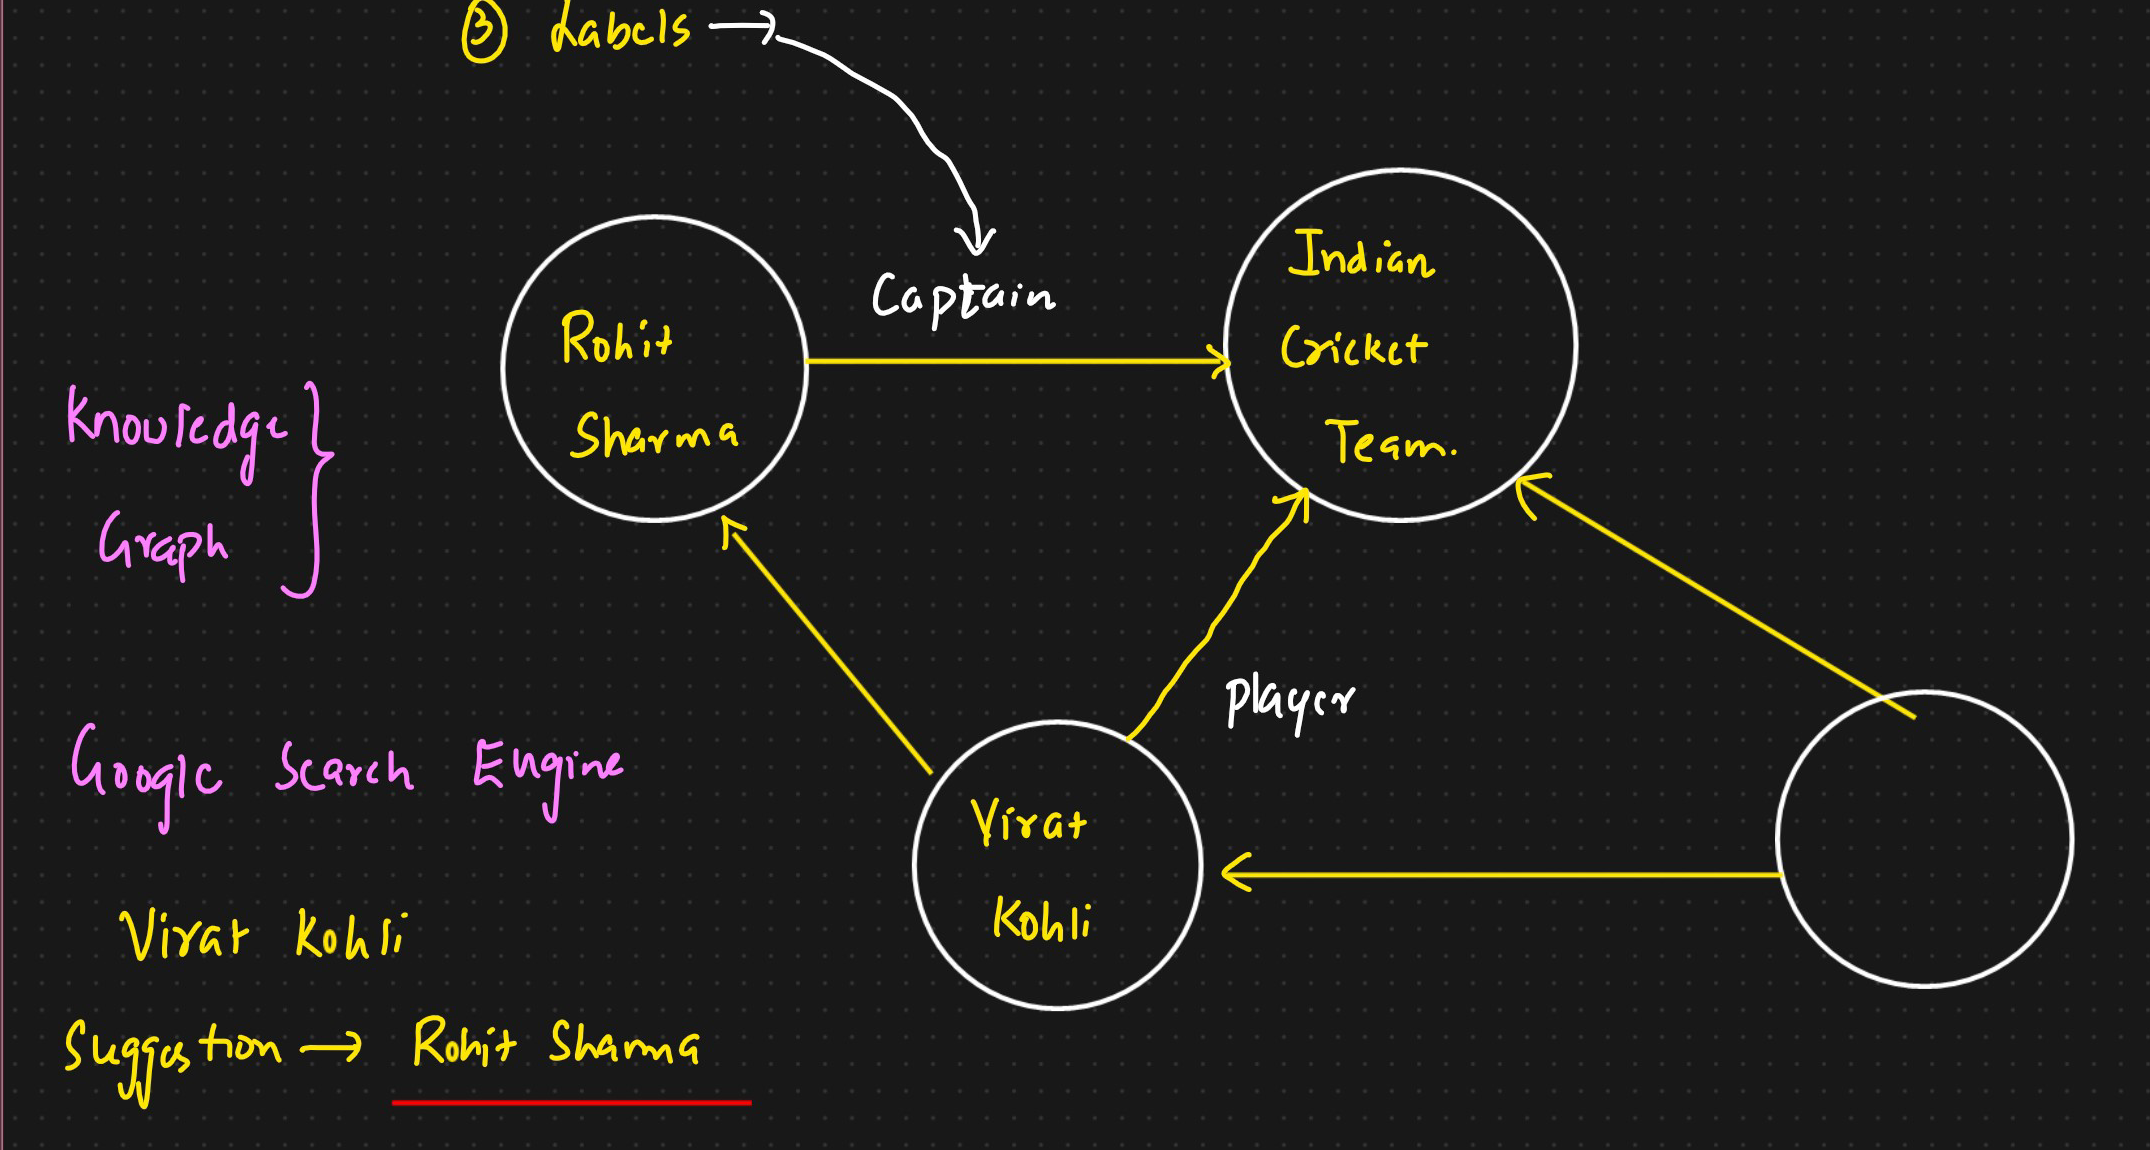 ③ Labels →
Captain
Rohit
Sharma
Indian
Cricket
Team.
Knowledge
Graph
Player
Google Search Engine
Virat
Kohli
Virat Kohli
Suggestion → Rohit Sharma